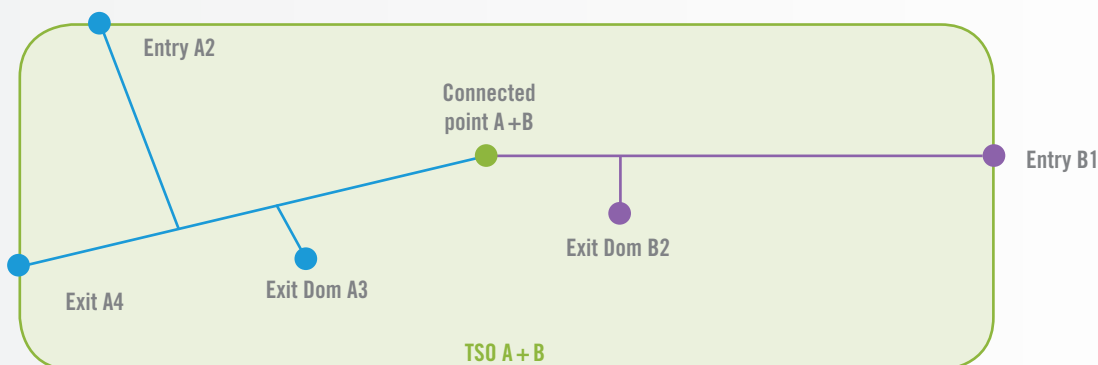 Entry A2
Connected
point A+B
Entry B1
Exit Dom B2
Exit Dom A3
Exit A4
TSO A+B